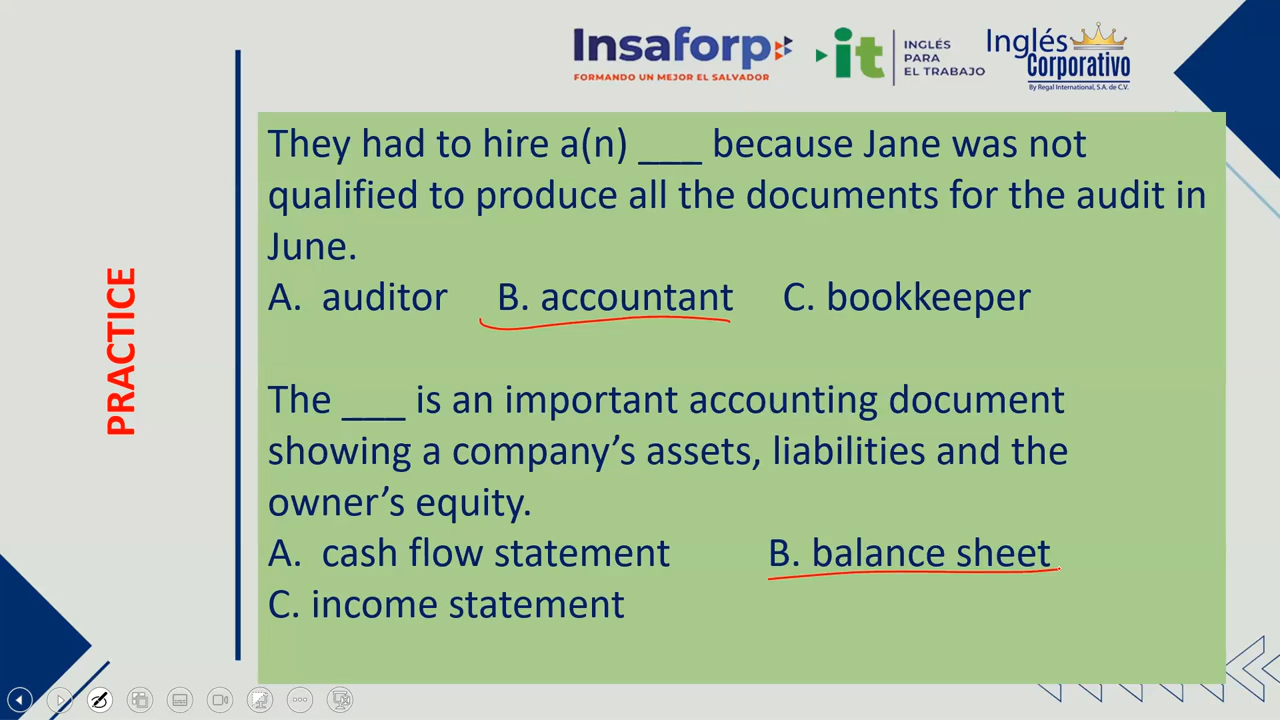 Insaforp
FORMANDO UN MEJOR EL SALVADOR
it
INGLÉS
PARA
EL TRABAJO
Inglés
Corporativo
By Regal International, S.A. de C.V.
PRACTICE
They had to hire a(n) ___ because Jane was not
qualified to produce all the documents for the audit in
June.
A. auditor B. accountant C. bookkeeper
The ___ is an important accounting document
showing a company’s assets, liabilities and the
owner’s equity.
A. cash flow statement B. balance sheet
C. income statement